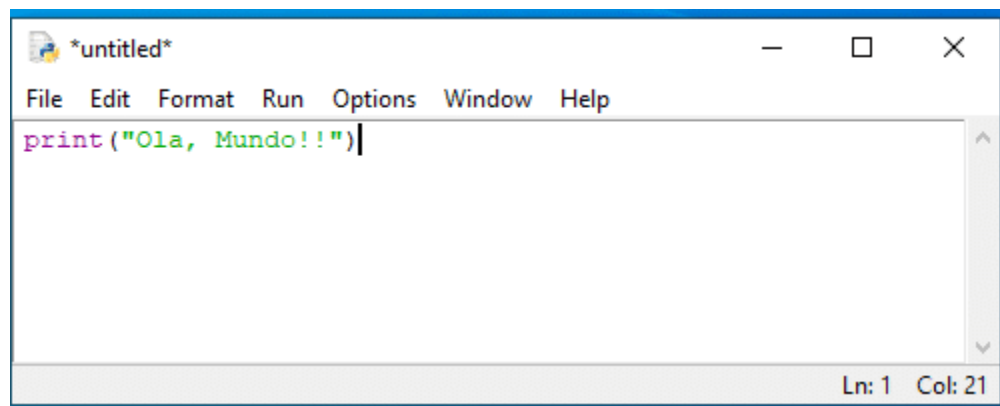 *untitled*
File Edit Format Run Options Window Help
print("Ola, Mundo!!")
Ln: 1 Col: 21